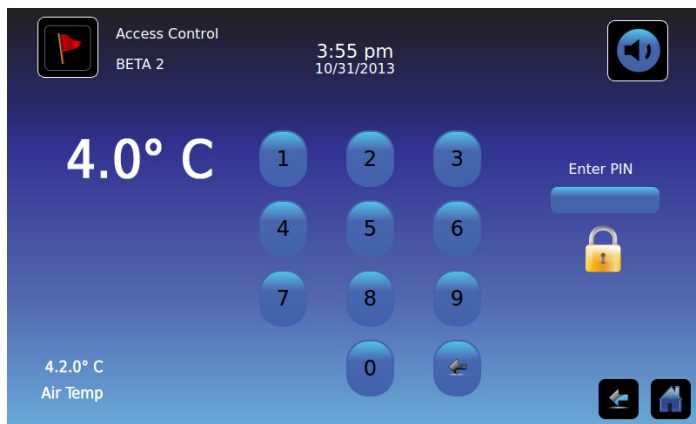 Access Control
BETA 2
3:55 pm
10/31/2013
4.0° C
1 2 3
Enter PIN
4 5 6
7 8 9
0
4.2.0° C
Air Temp